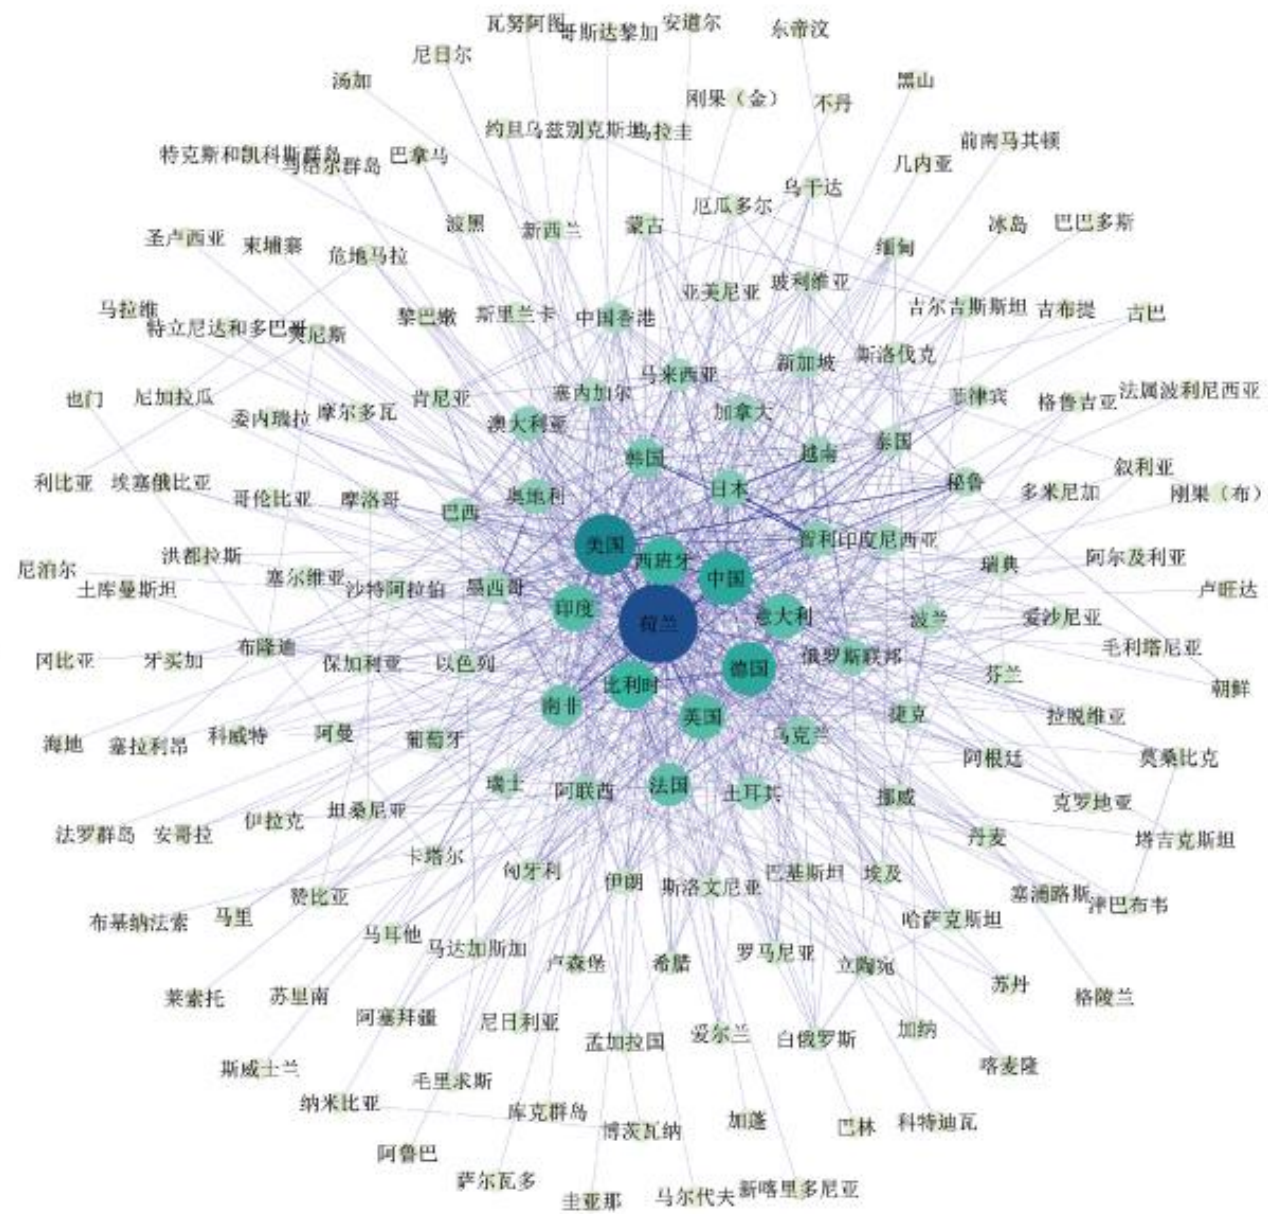 瓦努阿图
哥斯达黎加
安道尔
东帝汶
尼日尔
汤加
黑山
刚果（金）
不丹
约旦
乌兹别克斯坦
乌拉圭
前南马其顿
特克斯和凯科斯群岛
巴拿马
几内亚
乌干达
厄瓜多尔
圣卢西亚
柬埔寨
危地马拉
波黑
新西兰
蒙古
缅甸
冰岛
巴巴多斯
亚美尼亚
玻利维亚
马拉维
特立尼达和多巴哥
突尼斯
黎巴嫩
斯里兰卡
中国香港
吉尔吉斯斯坦
吉布提
古巴
马来西亚
新加坡
斯洛伐克
也门
尼加拉瓜
委内瑞拉
摩尔多瓦
肯尼亚
塞内加尔
澳大利亚
加拿大
菲律宾
格鲁吉亚
法属波利尼西亚
韩国
越南
泰国
利比亚
埃塞俄比亚
哥伦比亚
摩洛哥
巴西
奥地利
日本
秘鲁
多米尼加
叙利亚
刚果（布）
美国
西班牙
中国
智利
印度尼西亚
尼泊尔
洪都拉斯
土库曼斯坦
塞尔维亚
沙特阿拉伯
墨西哥
瑞典
阿尔及利亚
卢旺达
印度
荷兰
意大利
波兰
爱沙尼亚
冈比亚
牙买加
布隆迪
保加利亚
以色列
比利时
德国
俄罗斯联邦
芬兰
毛利塔尼亚
朝鲜
海地
塞拉利昂
科威特
阿曼
葡萄牙
南非
英国
乌克兰
捷克
拉脱维亚
阿根廷
莫桑比克
瑞士
阿联酋
法国
土耳其
挪威
克罗地亚
法罗群岛
安哥拉
伊拉克
坦桑尼亚
丹麦
塔吉克斯坦
卡塔尔
匈牙利
伊朗
斯洛文尼亚
巴基斯坦
埃及
塞浦路斯
津巴布韦
布基纳法索
马里
赞比亚
哈萨克斯坦
马耳他
马达加斯加
卢森堡
希腊
罗马尼亚
立陶宛
莱索托
苏里南
阿塞拜疆
尼日利亚
孟加拉国
爱尔兰
白俄罗斯
加纳
苏丹
格陵兰
斯威士兰
毛里求斯
喀麦隆
纳米比亚
库克群岛
博茨瓦纳
加蓬
巴林
科特迪瓦
阿鲁巴
萨尔瓦多
圭亚那
马尔代夫
新喀里多尼亚